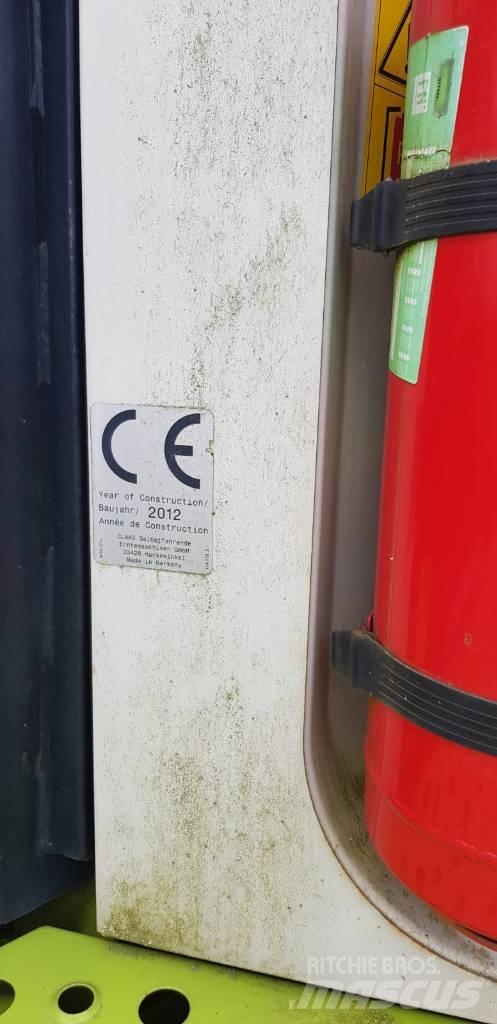 CE
Year of Construction/
Baujahr/ 2012
Année de Construction
CLAAS Selbstfahrende
Erntemaschinen GmbH
33428 Harsewinkel
Made in Germany
RITCHIE BROS.
mascus